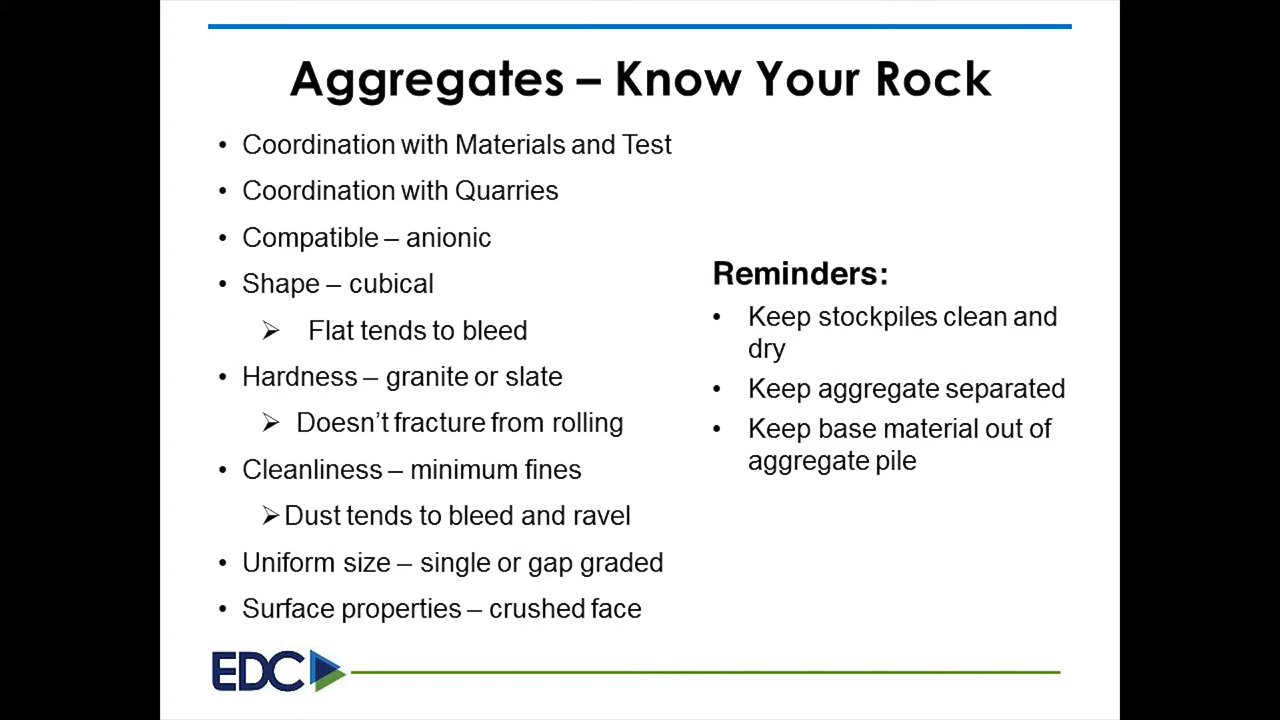 Aggregates – Know Your Rock
• Coordination with Materials and Test
• Coordination with Quarries
• Compatible – anionic
• Shape – cubical
➢ Flat tends to bleed
• Hardness – granite or slate
➢ Doesn’t fracture from rolling
• Cleanliness – minimum fines
➢ Dust tends to bleed and ravel
• Uniform size – single or gap graded
• Surface properties – crushed face
Reminders:
• Keep stockpiles clean and
dry
• Keep aggregate separated
• Keep base material out of
aggregate pile
EDC